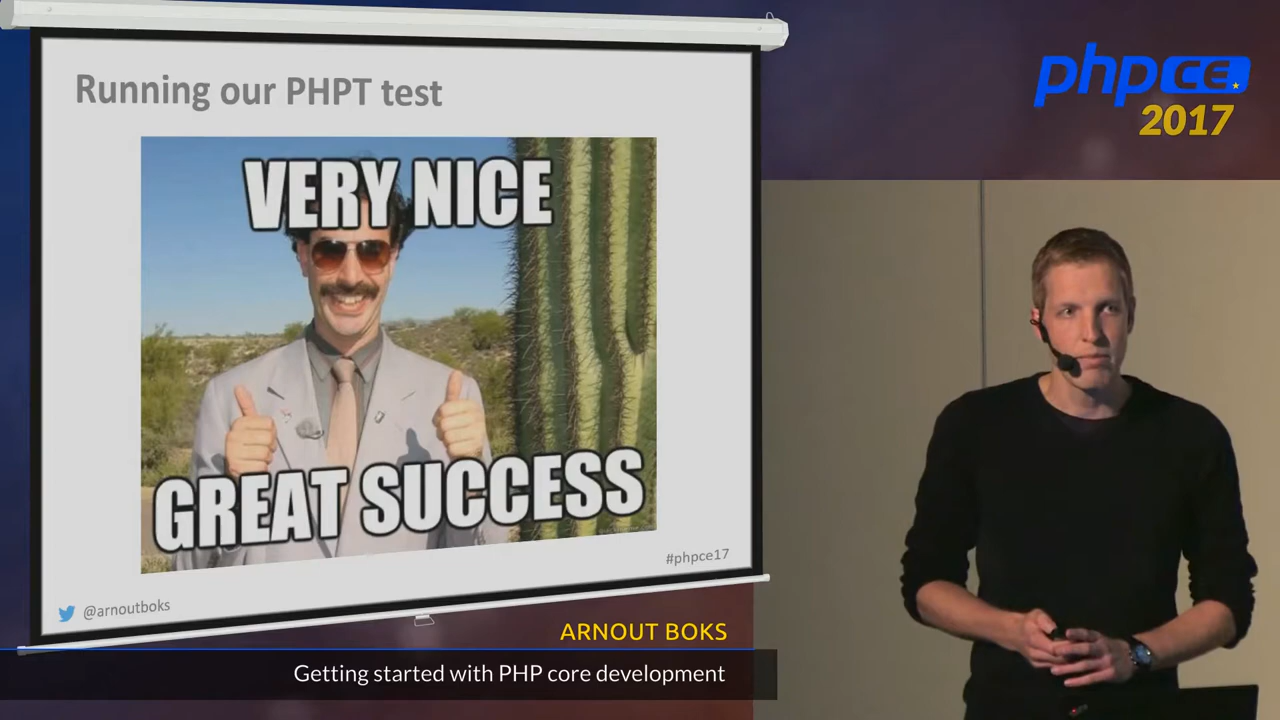 Running our PHPT test
VERY NICE
GREAT SUCCESS
#phpce17
@arnoutboks
phpce
2017
ARNOUT BOKS
Getting started with PHP core development